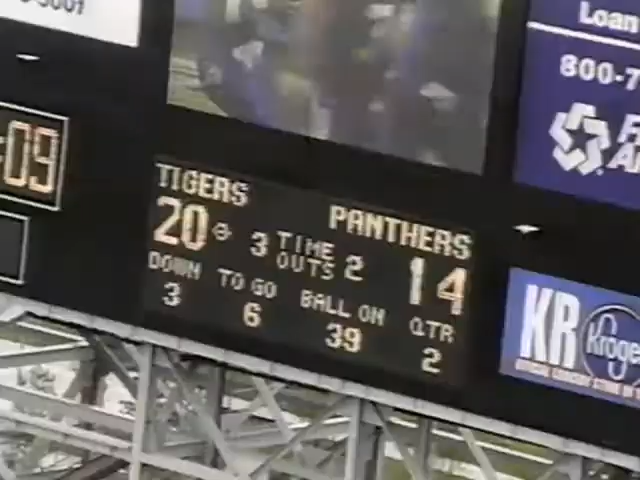 Loan
800-7
:09
TIGERS
PANTHERS
20
3 TIME OUTS 2
14
DOWN TO GO BALL ON QTR
3 6 39 2
KR Kroger